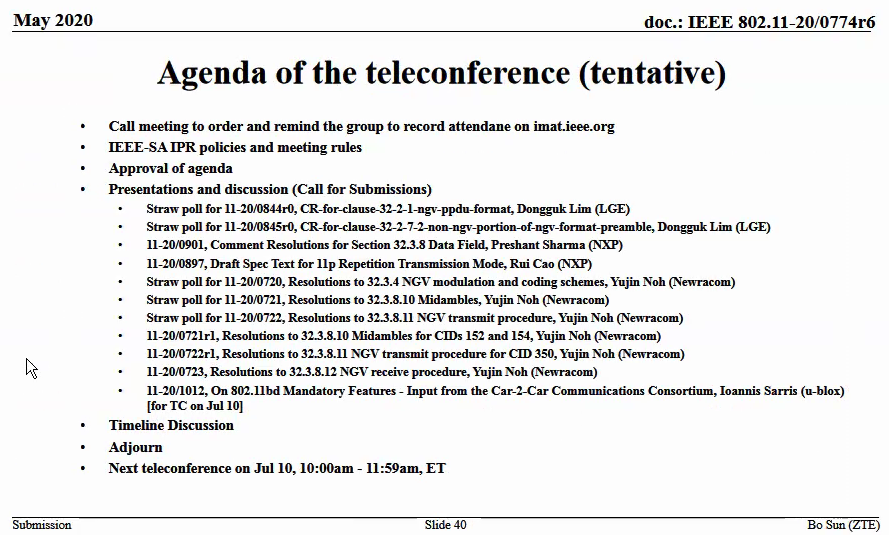 May 2020 doc.: IEEE 802.11-20/0774r6
Agenda of the teleconference (tentative)
• Call meeting to order and remind the group to record attendane on imat.ieee.org
• IEEE-SA IPR policies and meeting rules
• Approval of agenda
• Presentations and discussion (Call for Submissions)
• Straw poll for 11-20/0844r0, CR-for-clause-32-2-1-ngv-ppdu-format, Dongguk Lim (LGE)
• Straw poll for 11-20/0845r0, CR-for-clause-32-2-7-2-non-ngv-portion-of-ngv-format-preamble, Dongguk Lim (LGE)
• 11-20/0901, Comment Resolutions for Section 32.3.8 Data Field, Preshant Sharma (NXP)
• 11-20/0897, Draft Spec Text for 11p Repetition Transmission Mode, Rui Cao (NXP)
• Straw poll for 11-20/0720, Resolutions to 32.3.4 NGV modulation and coding schemes, Yujin Noh (Newracom)
• Straw poll for 11-20/0721, Resolutions to 32.3.8.10 Midambles, Yujin Noh (Newracom)
• Straw poll for 11-20/0722, Resolutions to 32.3.8.11 NGV transmit procedure, Yujin Noh (Newracom)
• 11-20/0721r1, Resolutions to 32.3.8.10 Midambles for CIDs 152 and 154, Yujin Noh (Newracom)
• 11-20/0722r1, Resolutions to 32.3.8.11 NGV transmit procedure for CID 350, Yujin Noh (Newracom)
• 11-20/0723, Resolutions to 32.3.8.12 NGV receive procedure, Yujin Noh (Newracom)
• 11-20/1012, On 802.11bd Mandatory Features - Input from the Car-2-Car Communications Consortium, Ioannis Sarris (u-blox)
[for TC on Jul 10]
• Timeline Discussion
• Adjourn
• Next teleconference on Jul 10, 10:00am - 11:59am, ET
Submission Slide 40 Bo Sun (ZTE)